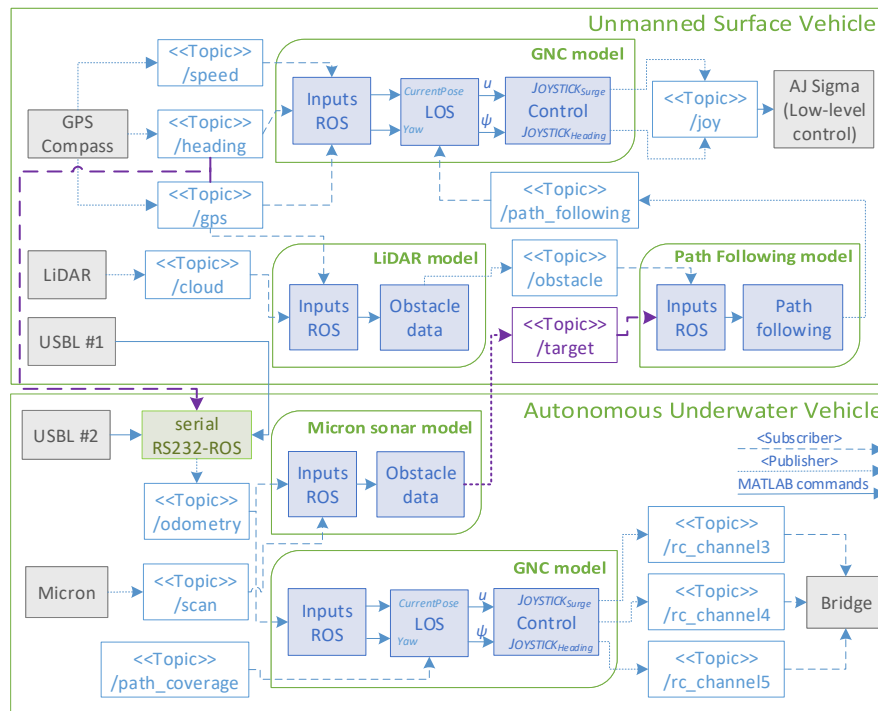 Unmanned Surface Vehicle
GNC model
<<Topic>>
/speed
GPS
Compass
<<Topic>>
/heading
<<Topic>>
/gps
Inputs
ROS
CurrentPose
LOS
Yaw
u
ψ
JOYSTICKSurge
Control
JOYSTICKHeading
<<Topic>>
/joy
AJ Sigma
(Low-level
control)
<<Topic>>
/path_following
LiDAR
<<Topic>>
/cloud
LiDAR model
Inputs
ROS
Obstacle
data
<<Topic>>
/obstacle
<<Topic>>
/target
Path Following model
Inputs
ROS
Path
following
USBL #1
Autonomous Underwater Vehicle
USBL #2
serial
RS232-ROS
<<Topic>>
/odometry
Micron sonar model
Inputs
ROS
Obstacle
data
<Subscriber>
<Publisher>
MATLAB commands
Micron
<<Topic>>
/scan
<<Topic>>
/path_coverage
GNC model
Inputs
ROS
CurrentPose
LOS
Yaw
u
ψ
JOYSTICKSurge
Control
JOYSTICKHeading
<<Topic>>
/rc_channel3
<<Topic>>
/rc_channel4
<<Topic>>
/rc_channel5
Bridge